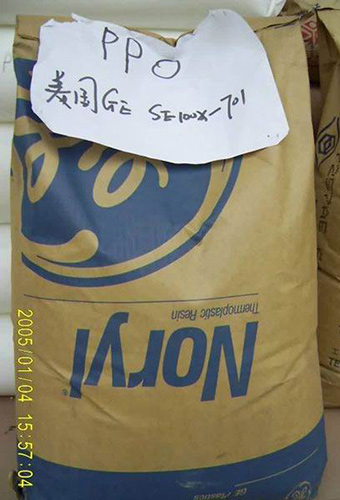 PPO
美国GE SE100X-701
Thermoplastic Resin
Noryl®
2005/01/04 15:57:04